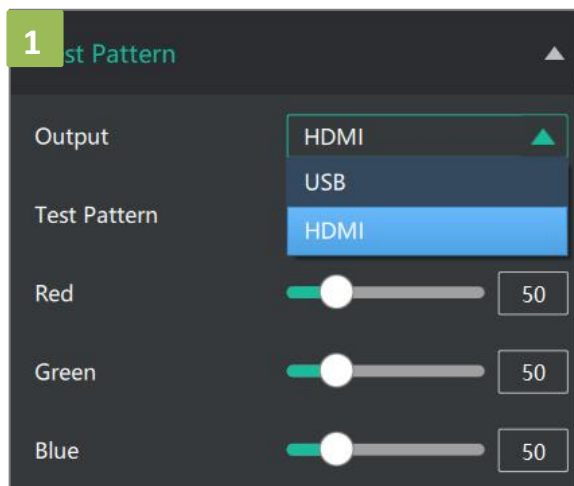 1
st Pattern
Output HDMI
USB
Test Pattern
HDMI
Red 50
Green 50
Blue 50